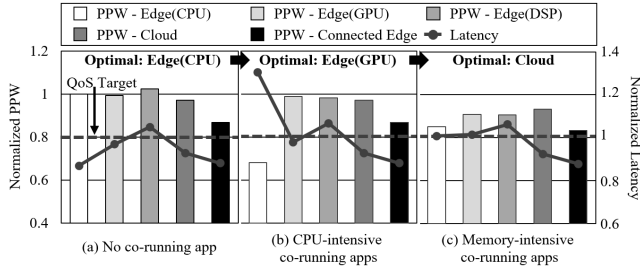 PPW - Edge(CPU) PPW - Edge(GPU) PPW - Edge(DSP)
PPW - Cloud PPW - Connected Edge Latency
1.2 1.4
Optimal: Edge(CPU) Optimal: Edge(GPU) Optimal: Cloud
QoS Target
1 1.2
0.8 1
0.6 0.8
0.4 0.6
Normalized PPW
Normalized Latency
(a) No co-running app
(b) CPU-intensive
co-running apps
(c) Memory-intensive
co-running apps